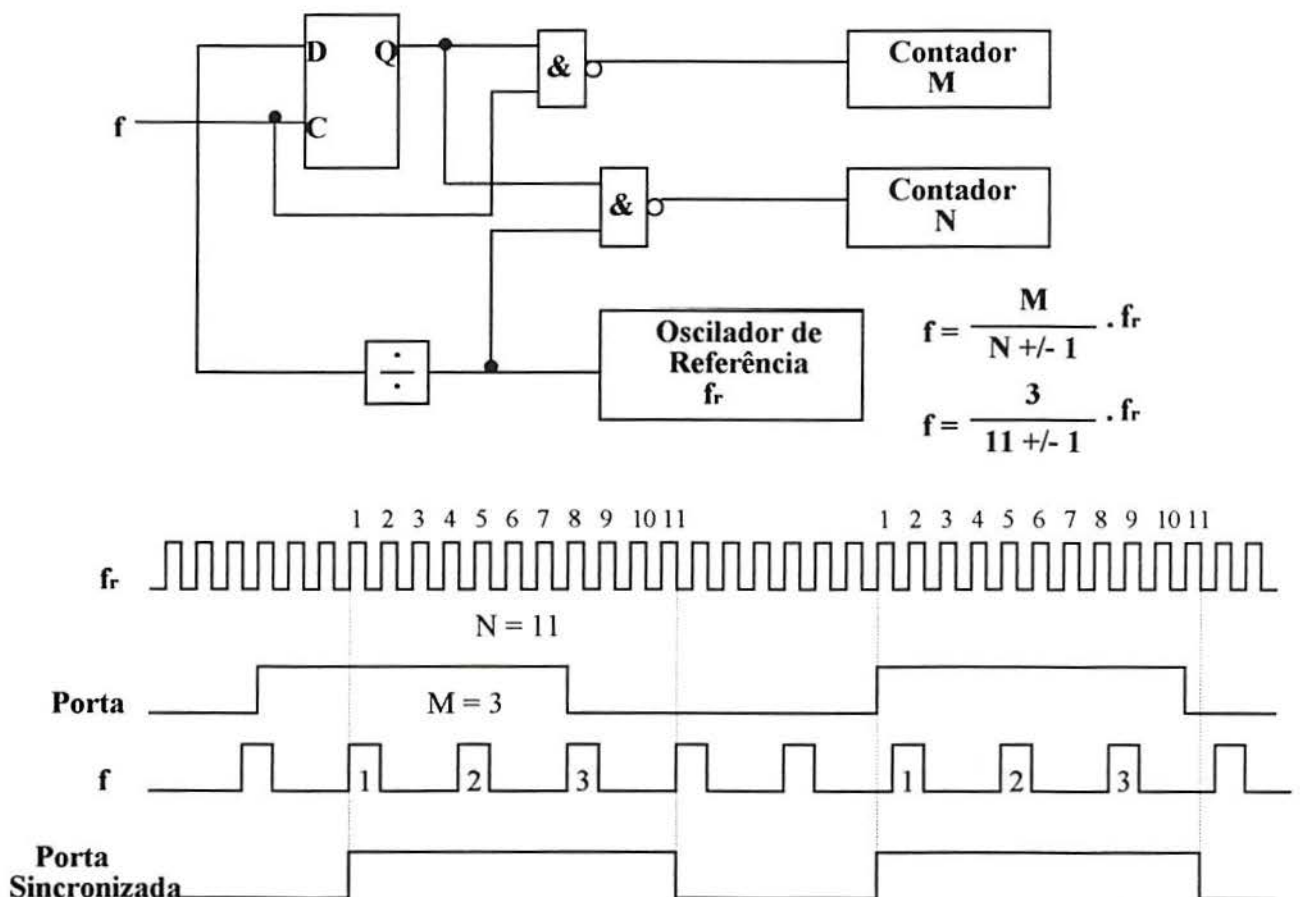 D Q
& 
Contador
M
f
C
&
Contador
N
Oscilador de
Referência
fr
÷
f = M / N +/- 1 . fr
f = 3 / 11 +/- 1 . fr
1 2 3 4 5 6 7 8 9 10 11
1 2 3 4 5 6 7 8 9 10 11
fr
N = 11
Porta
M = 3
f
1 2 3
1 2 3
Porta
Sincronizada